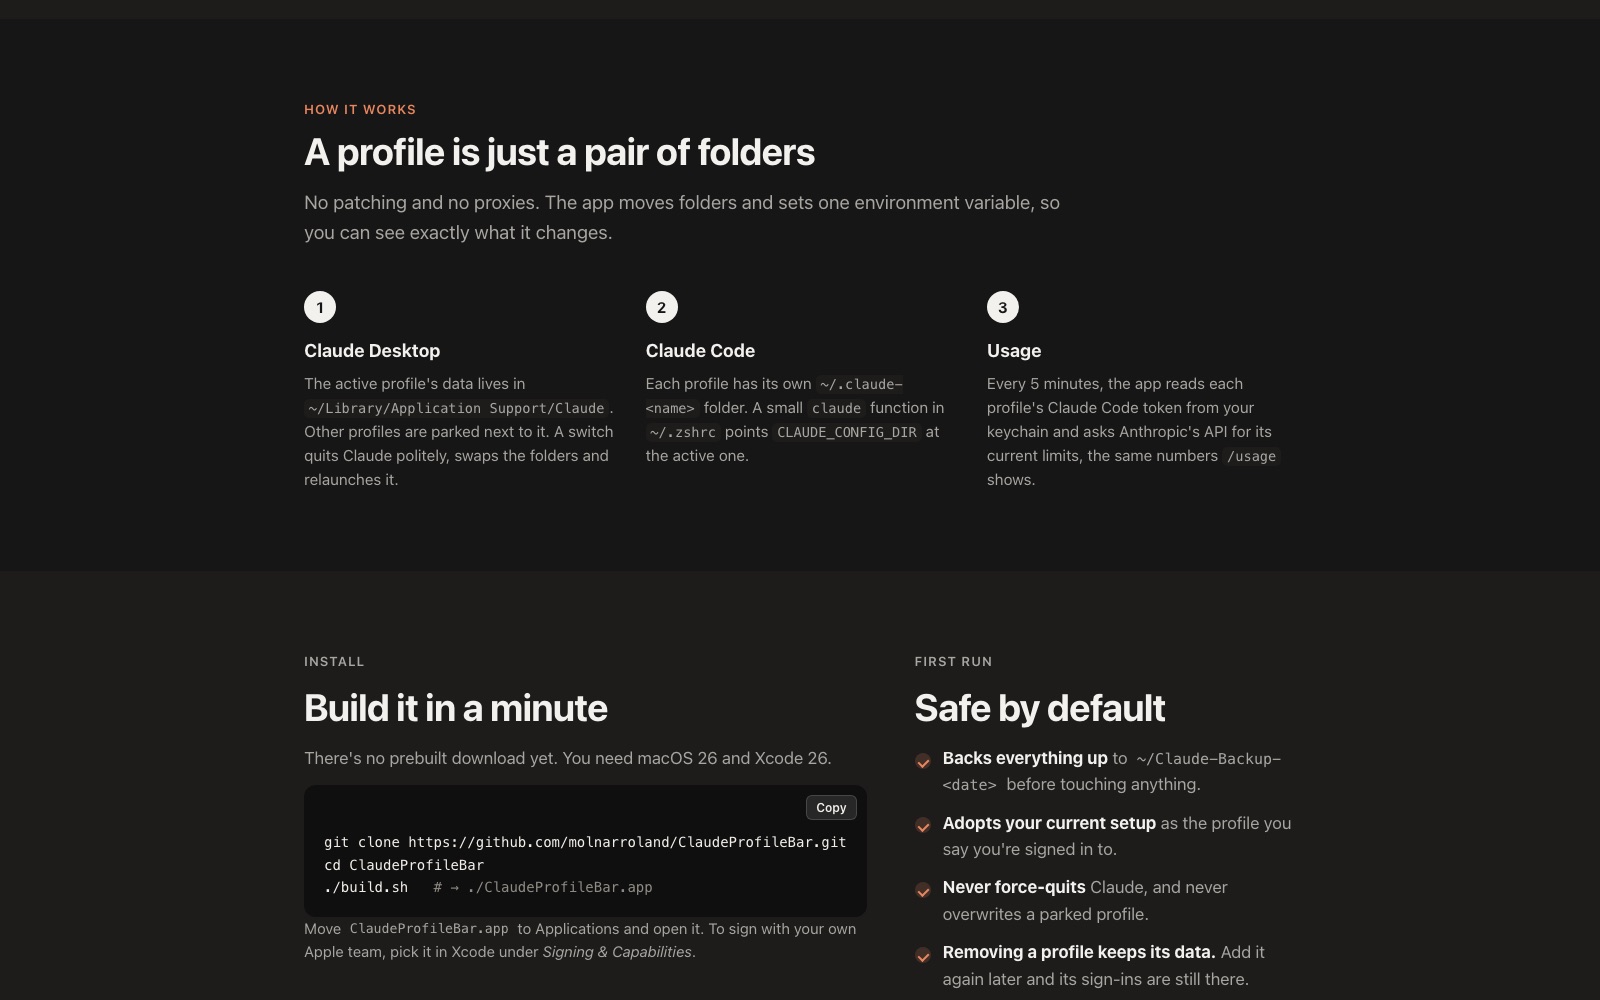 HOW IT WORKS
A profile is just a pair of folders
No patching and no proxies. The app moves folders and sets one environment variable, so
you can see exactly what it changes.
1
Claude Desktop
The active profile's data lives in
~/Library/Application Support/Claude.
Other profiles are parked next to it. A switch
quits Claude politely, swaps the folders and
relaunches it.
2
Claude Code
Each profile has its own ~/.claude-
<name> folder. A small claude function in
~/.zshrc points CLAUDE_CONFIG_DIR at
the active one.
3
Usage
Every 5 minutes, the app reads each
profile's Claude Code token from your
keychain and asks Anthropic's API for its
current limits, the same numbers /usage
shows.
INSTALL
Build it in a minute
There's no prebuilt download yet. You need macOS 26 and Xcode 26.
Copy
git clone https://github.com/molnarroland/ClaudeProfileBar.git
cd ClaudeProfileBar
./build.sh   # → ./ClaudeProfileBar.app
Move ClaudeProfileBar.app to Applications and open it. To sign with your own
Apple team, pick it in Xcode under Signing & Capabilities.
FIRST RUN
Safe by default
Backs everything up to ~/Claude-Backup-
<date> before touching anything.
Adopts your current setup as the profile you
say you're signed in to.
Never force-quits Claude, and never
overwrites a parked profile.
Removing a profile keeps its data. Add it
again later and its sign-ins are still there.